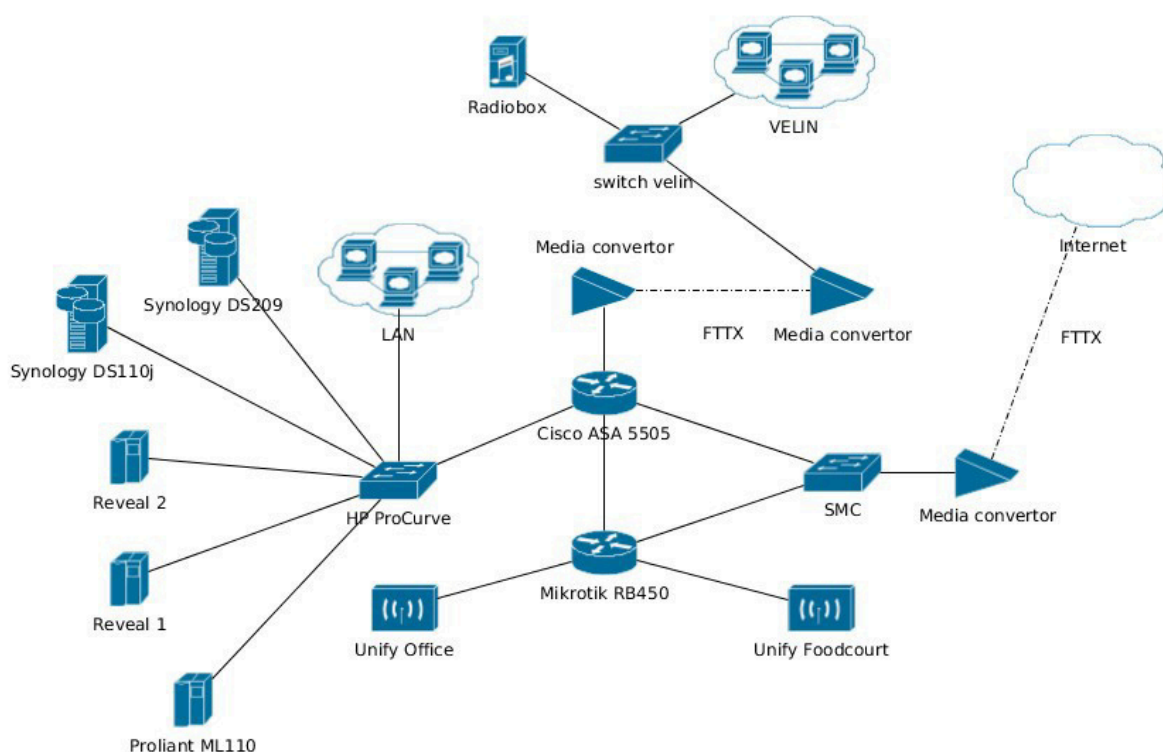 Radiobox
VELIN
switch velin
Internet
Media convertor
Synology DS209
LAN
FTTX
Media convertor
FTTX
Synology DS110j
Cisco ASA 5505
Reveal 2
HP ProCurve
SMC
Media convertor
Mikrotik RB450
Reveal 1
Unify Office
Unify Foodcourt
Proliant ML110